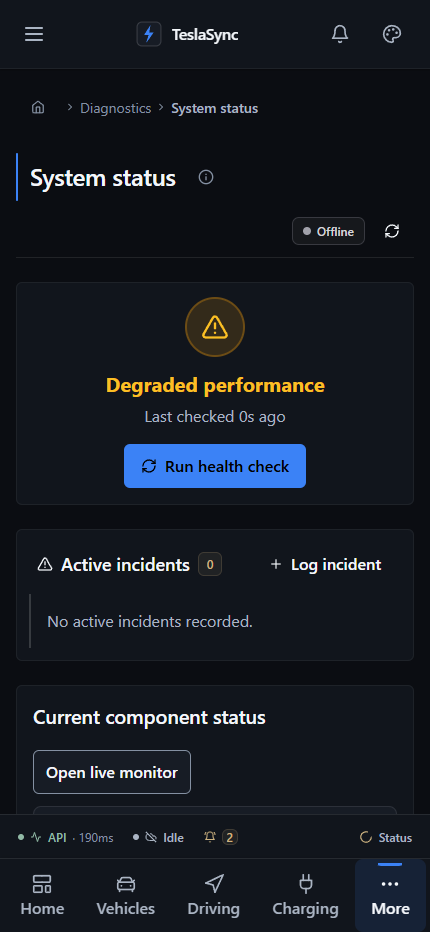 TeslaSync
Diagnostics System status
System status
Offline
Degraded performance
Last checked 0s ago
Run health check
Active incidents 0 + Log incident
No active incidents recorded.
Current component status
Open live monitor
API · 190ms Idle 2 Status
Home Vehicles Driving Charging More